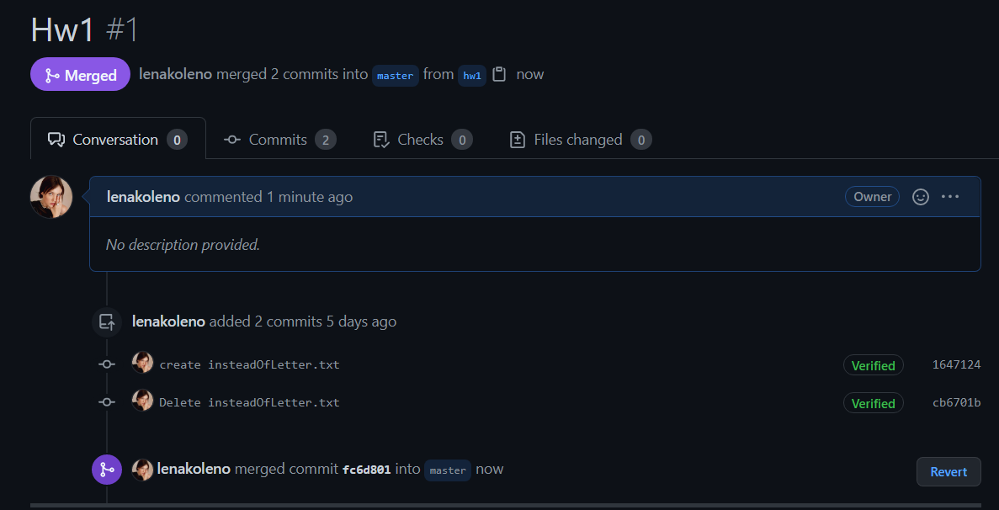 Hw1 #1
Merged lenakoleno merged 2 commits into master from hw1 now
Conversation 0 Commits 2 Checks 0 Files changed 0
lenakoleno commented 1 minute ago Owner
No description provided.
lenakoleno added 2 commits 5 days ago
create insteadOfLetter.txt Verified 1647124
Delete insteadOfLetter.txt Verified cb6701b
lenakoleno merged commit fc6d801 into master now Revert